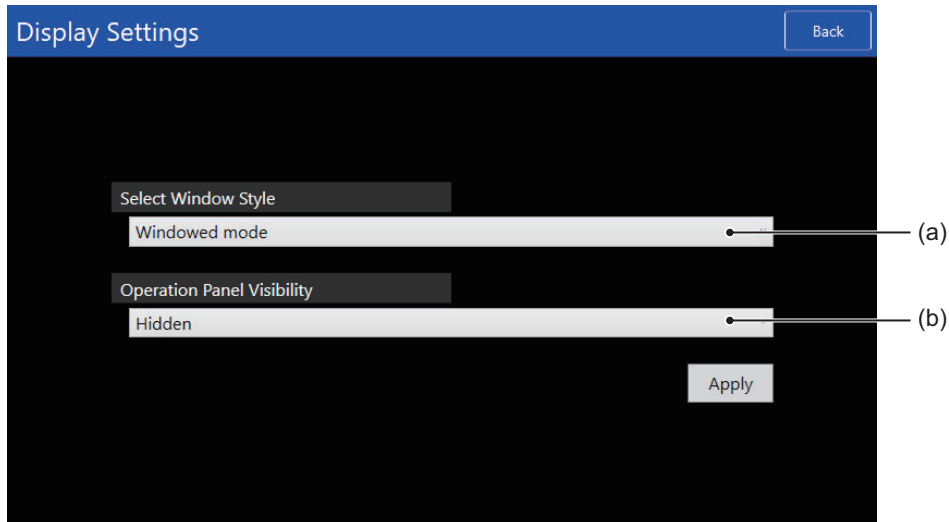 Display Settings
Back
Select Window Style
Windowed mode
(a)
Operation Panel Visibility
Hidden
(b)
Apply